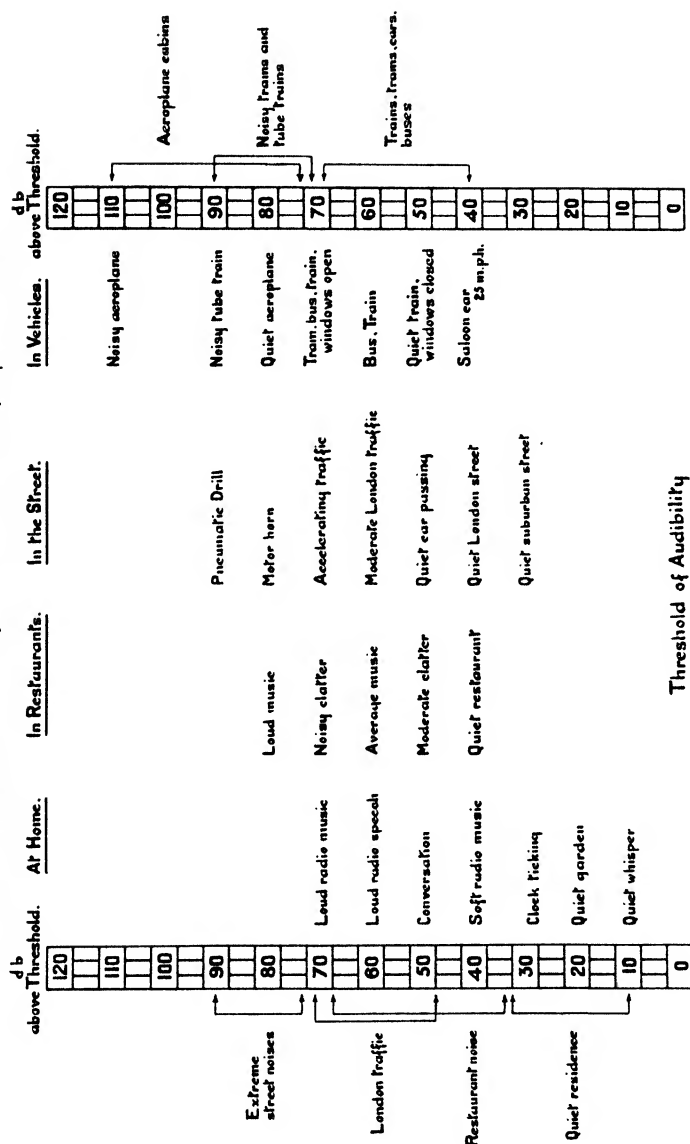 d b
above Threshold.
At Home.
In Restaurants.
In the Street.
In Vehicles.
d b
above Threshold.
120
120
110
Noisy aeroplane
110
Aeroplane cabins
100
100
90
Pneumatic Drill
Noisy tube train
90
Extreme
street noises
80
Loud music
Motor horn
Quiet aeroplane
80
Noisy trains and
tube trains
70
Loud radio music
Noisy clatter
Accelerating traffic
Tram.bus.train.
windows open
70
London traffic
60
Loud radio speech
Average music
Moderate London traffic
Bus.Train
60
Trains.trams.cars.
buses
50
Conversation
Moderate clatter
Quiet car passing
Quiet train.
windows closed
50
Restaurant noise
40
Soft radio music
Quiet restaurant
Quiet London street
Saloon car
25 m.p.h.
40
30
Clock ticking
Quiet suburban street
30
Quiet residence
20
Quiet garden
20
10
Quiet whisper
10
0
Threshold of Audibility
0